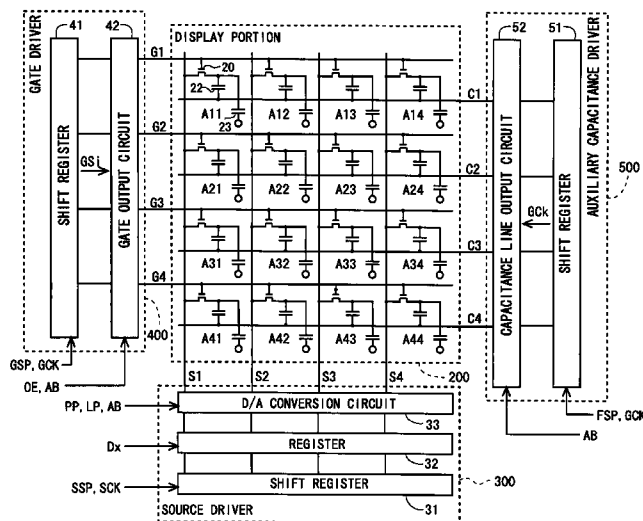 41 42
52 51
GATE DRIVER
SHIFT REGISTER
GATE OUTPUT CIRCUIT
GSi
G1
G2
G3
G4
400
GSP, GCK
OE, AB
DISPLAY PORTION
20
22
23
A11 A12 A13 A14
A21 A22 A23 A24
A31 A32 A33 A34
A41 A42 A43 A44
C1
C2
C3
C4
200
CAPACITANCE LINE OUTPUT CIRCUIT
GCk
SHIFT REGISTER
AUXILIARY CAPACITANCE DRIVER
500
FSP, GCK
AB
S1 S2 S3 S4
PP, LP, AB
D/A CONVERSION CIRCUIT
33
Dx
REGISTER
32
300
SSP, SCK
SHIFT REGISTER
31
SOURCE DRIVER